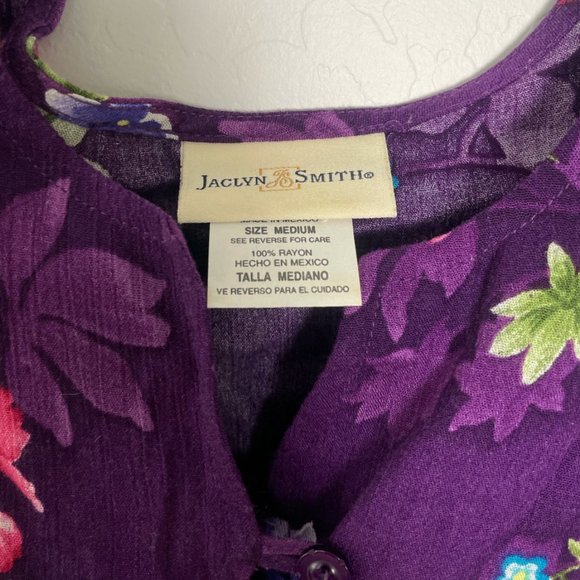 JACLYN JS SMITH®
MADE IN MEXICO
SIZE MEDIUM
SEE REVERSE FOR CARE
100% RAYON
HECHO EN MEXICO
TALLA MEDIANO
VE REVERSO PARA EL CUIDADO